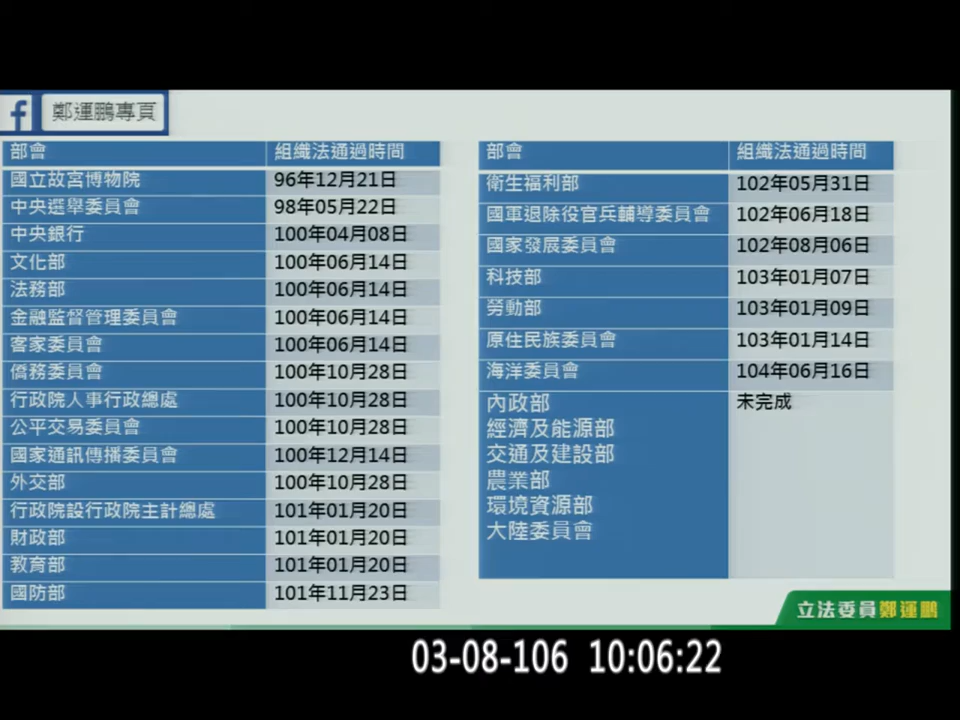 鄭運鵬專頁
部會 組織法通過時間
國立故宮博物院 96年12月21日
中央選舉委員會 98年05月22日
中央銀行 100年04月08日
文化部 100年06月14日
法務部 100年06月14日
金融監督管理委員會 100年06月14日
客家委員會 100年06月14日
僑務委員會 100年10月28日
行政院人事行政總處 100年10月28日
公平交易委員會 100年10月28日
國家通訊傳播委員會 100年12月14日
外交部 100年10月28日
行政院設行政院主計總處 101年01月20日
財政部 101年01月20日
教育部 101年01月20日
國防部 101年11月23日
部會 組織法通過時間
衛生福利部 102年05月31日
國軍退除役官兵輔導委員會 102年06月18日
國家發展委員會 102年08月06日
科技部 103年01月07日
勞動部 103年01月09日
原住民族委員會 103年01月14日
海洋委員會 104年06月16日
內政部 未完成
經濟及能源部
交通及建設部
農業部
環境資源部
大陸委員會
立法委員鄭運鵬
03-08-106 10:06:22